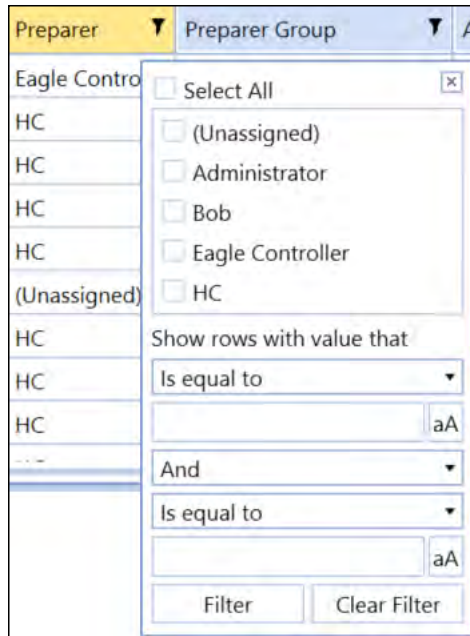 Preparer
Preparer Group
Eagle Contro
HC
HC
HC
HC
(Unassigned)
HC
HC
HC
Select All
(Unassigned)
Administrator
Bob
Eagle Controller
HC
Show rows with value that
Is equal to
aA
And
Is equal to
aA
Filter
Clear Filter